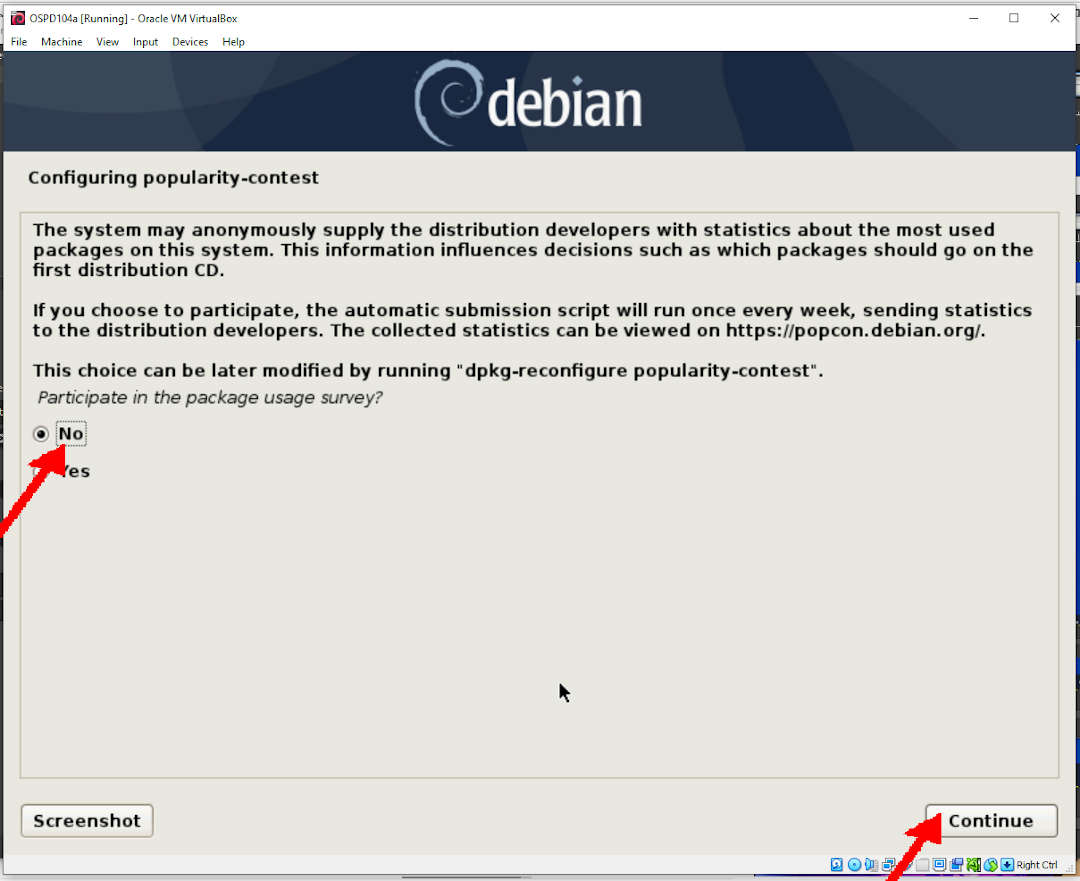 OSPD104a [Running] - Oracle VM VirtualBox
File Machine View Input Devices Help
debian
Configuring popularity-contest
The system may anonymously supply the distribution developers with statistics about the most used
packages on this system. This information influences decisions such as which packages should go on the
first distribution CD.
If you choose to participate, the automatic submission script will run once every week, sending statistics
to the distribution developers. The collected statistics can be viewed on https://popcon.debian.org/.
This choice can be later modified by running "dpkg-reconfigure popularity-contest".
Participate in the package usage survey?
No
Yes
Screenshot
Continue
Right Ctrl